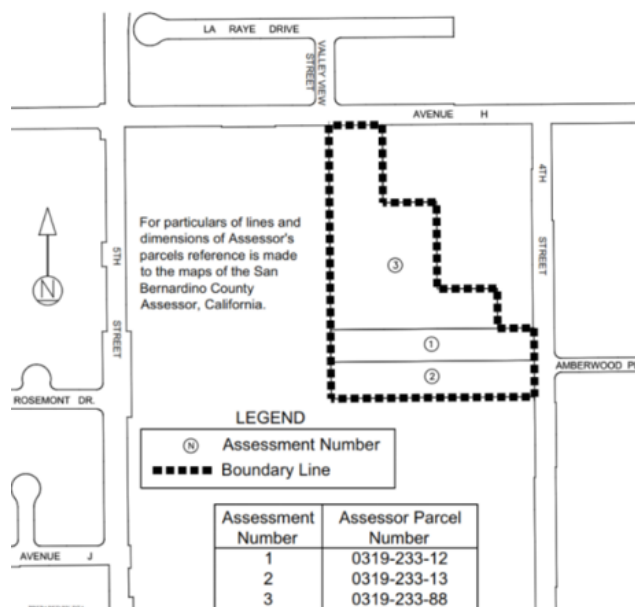 LA RAYE DRIVE
VALLEY VIEW
STREET
AVENUE H
4TH
STREET
5TH
STREET
For particulars of lines and
dimensions of Assessor's
parcels reference is made
to the maps of the San
Bernardino County
Assessor, California.
N
3
1
2
ROSEMONT DR.
LEGEND
N Assessment Number
Boundary Line
AVENUE J
Assessment Number Assessor Parcel Number
1 0319-233-12
2 0319-233-13
3 0319-233-88